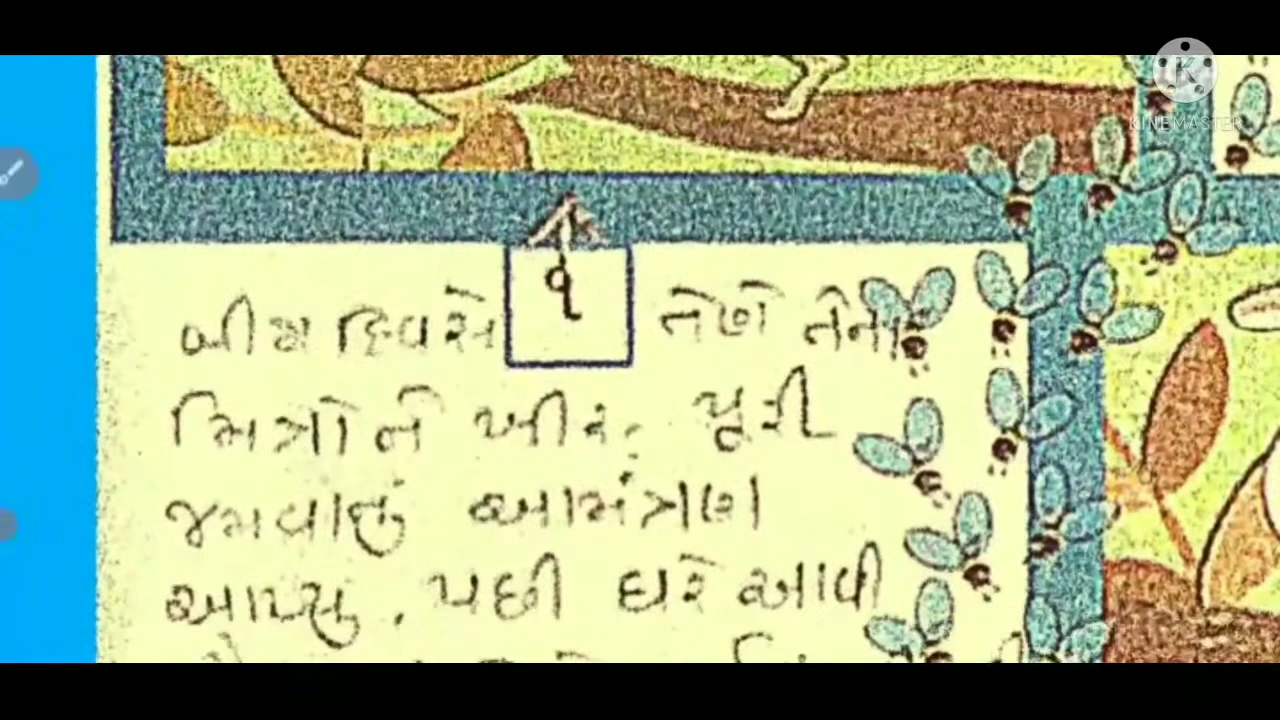 KINEMASTER
૧
બીજા દિવસે તેણે તેના
મિત્રોને ખીર, પૂરી
જમવાનું આમંત્રણ
આપ્યુ. પછી ઘરે આવી